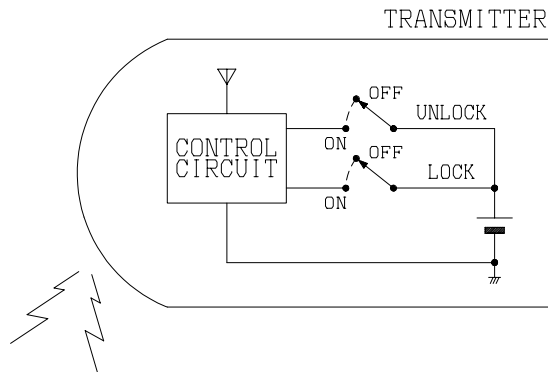 TRANSMITTER
OFF
UNLOCK
ON
CONTROL
CIRCUIT
OFF
LOCK
ON